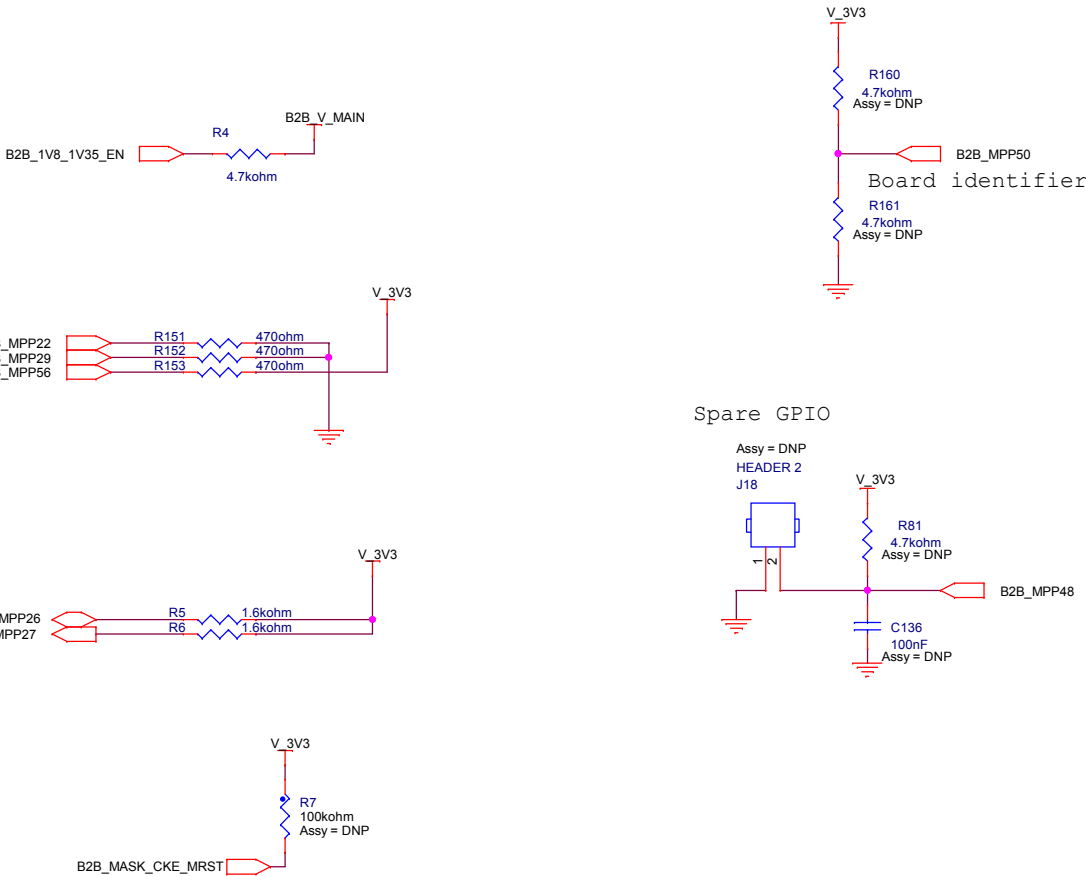 V_3V3
R160
4.7kohm
Assy = DNP
B2B_MPP50
Board identifier
R161
4.7kohm
Assy = DNP
B2B_V_MAIN
R4
B2B_1V8_1V35_EN
4.7kohm
V_3V3
_MPP22
R151
470ohm
_MPP29
R152
470ohm
_MPP56
R153
470ohm
Spare GPIO
Assy = DNP
HEADER 2
J18
1
2
V_3V3
R81
4.7kohm
Assy = DNP
B2B_MPP48
C136
100nF
Assy = DNP
V_3V3
MPP26
R5
1.6kohm
MPP27
R6
1.6kohm
V_3V3
R7
100kohm
Assy = DNP
B2B_MASK_CKE_MRST